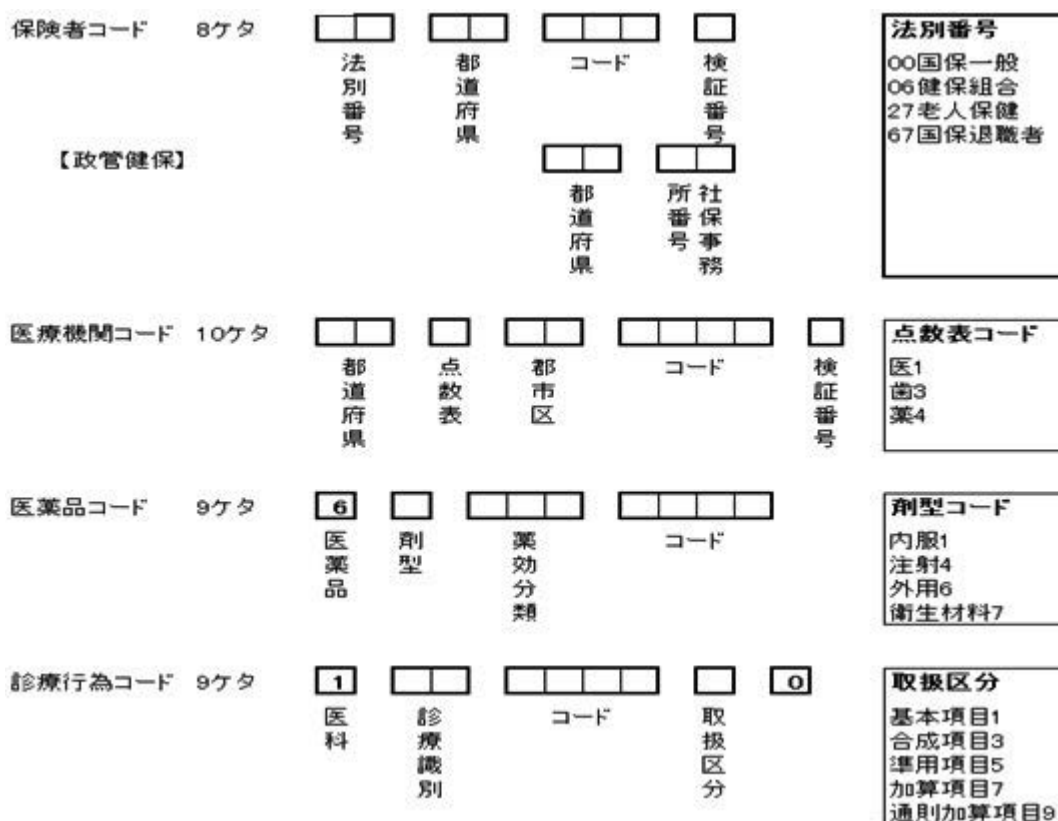 保険者コード 8ケタ
法別番号
都道府県
コード
検証番号
【政管健保】
都道府県
社保事務所番号
法別番号
00国保一般
06健保組合
27老人保健
67国保退職者
医療機関コード 10ケタ
都道府県
点数表
郡市区
コード
検証番号
点数表コード
医1
歯3
薬4
医薬品コード 9ケタ
6
医薬品
剤型
薬効分類
コード
剤型コード
内服1
注射4
外用6
衛生材料7
診療行為コード 9ケタ
1
0
医科
診療識別
コード
取扱区分
取扱区分
基本項目1
合成項目3
準用項目5
加算項目7
通則加算項目9